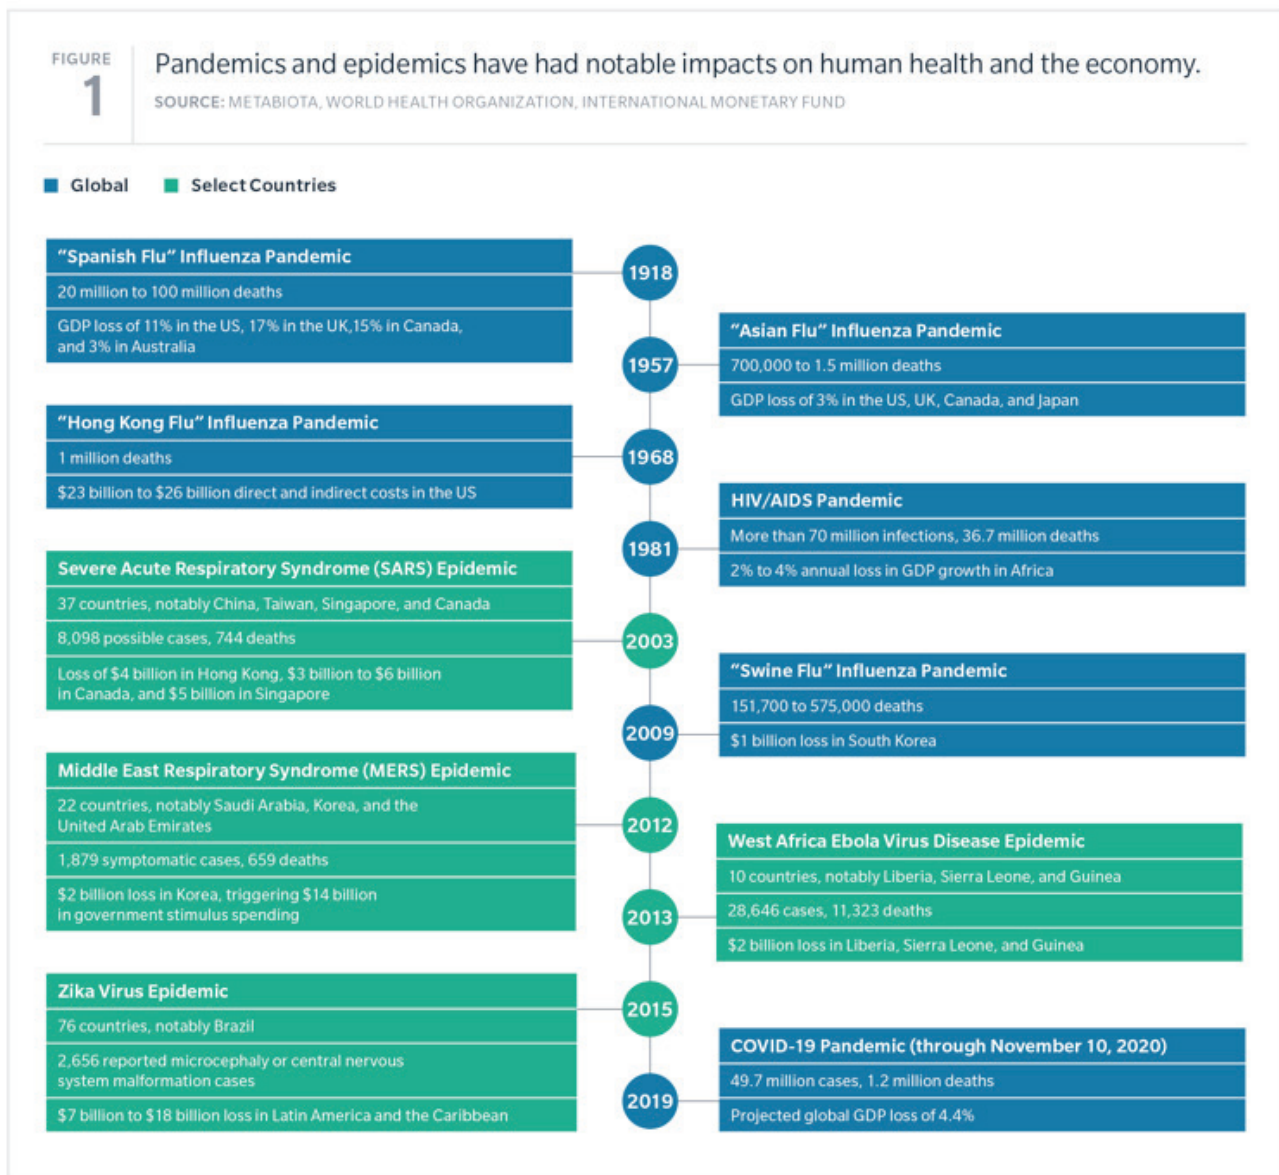 FIGURE
1
Pandemics and epidemics have had notable impacts on human health and the economy.
SOURCE: METABIOTA, WORLD HEALTH ORGANIZATION, INTERNATIONAL MONETARY FUND
Global
Select Countries
"Spanish Flu" Influenza Pandemic
20 million to 100 million deaths
GDP loss of 11% in the US, 17% in the UK,15% in Canada,
and 3% in Australia
1918
1957
"Asian Flu" Influenza Pandemic
700,000 to 1.5 million deaths
GDP loss of 3% in the US, UK, Canada, and Japan
"Hong Kong Flu" Influenza Pandemic
1 million deaths
$23 billion to $26 billion direct and indirect costs in the US
1968
1981
HIV/AIDS Pandemic
More than 70 million infections, 36.7 million deaths
2% to 4% annual loss in GDP growth in Africa
Severe Acute Respiratory Syndrome (SARS) Epidemic
37 countries, notably China, Taiwan, Singapore, and Canada
8,098 possible cases, 744 deaths
Loss of $4 billion in Hong Kong, $3 billion to $6 billion
in Canada, and $5 billion in Singapore
2003
2009
"Swine Flu" Influenza Pandemic
151,700 to 575,000 deaths
$1 billion loss in South Korea
Middle East Respiratory Syndrome (MERS) Epidemic
22 countries, notably Saudi Arabia, Korea, and the
United Arab Emirates
1,879 symptomatic cases, 659 deaths
$2 billion loss in Korea, triggering $14 billion
in government stimulus spending
2012
2013
West Africa Ebola Virus Disease Epidemic
10 countries, notably Liberia, Sierra Leone, and Guinea
28,646 cases, 11,323 deaths
$2 billion loss in Liberia, Sierra Leone, and Guinea
Zika Virus Epidemic
76 countries, notably Brazil
2,656 reported microcephaly or central nervous
system malformation cases
$7 billion to $18 billion loss in Latin America and the Caribbean
2015
2019
COVID-19 Pandemic (through November 10, 2020)
49.7 million cases, 1.2 million deaths
Projected global GDP loss of 4.4%